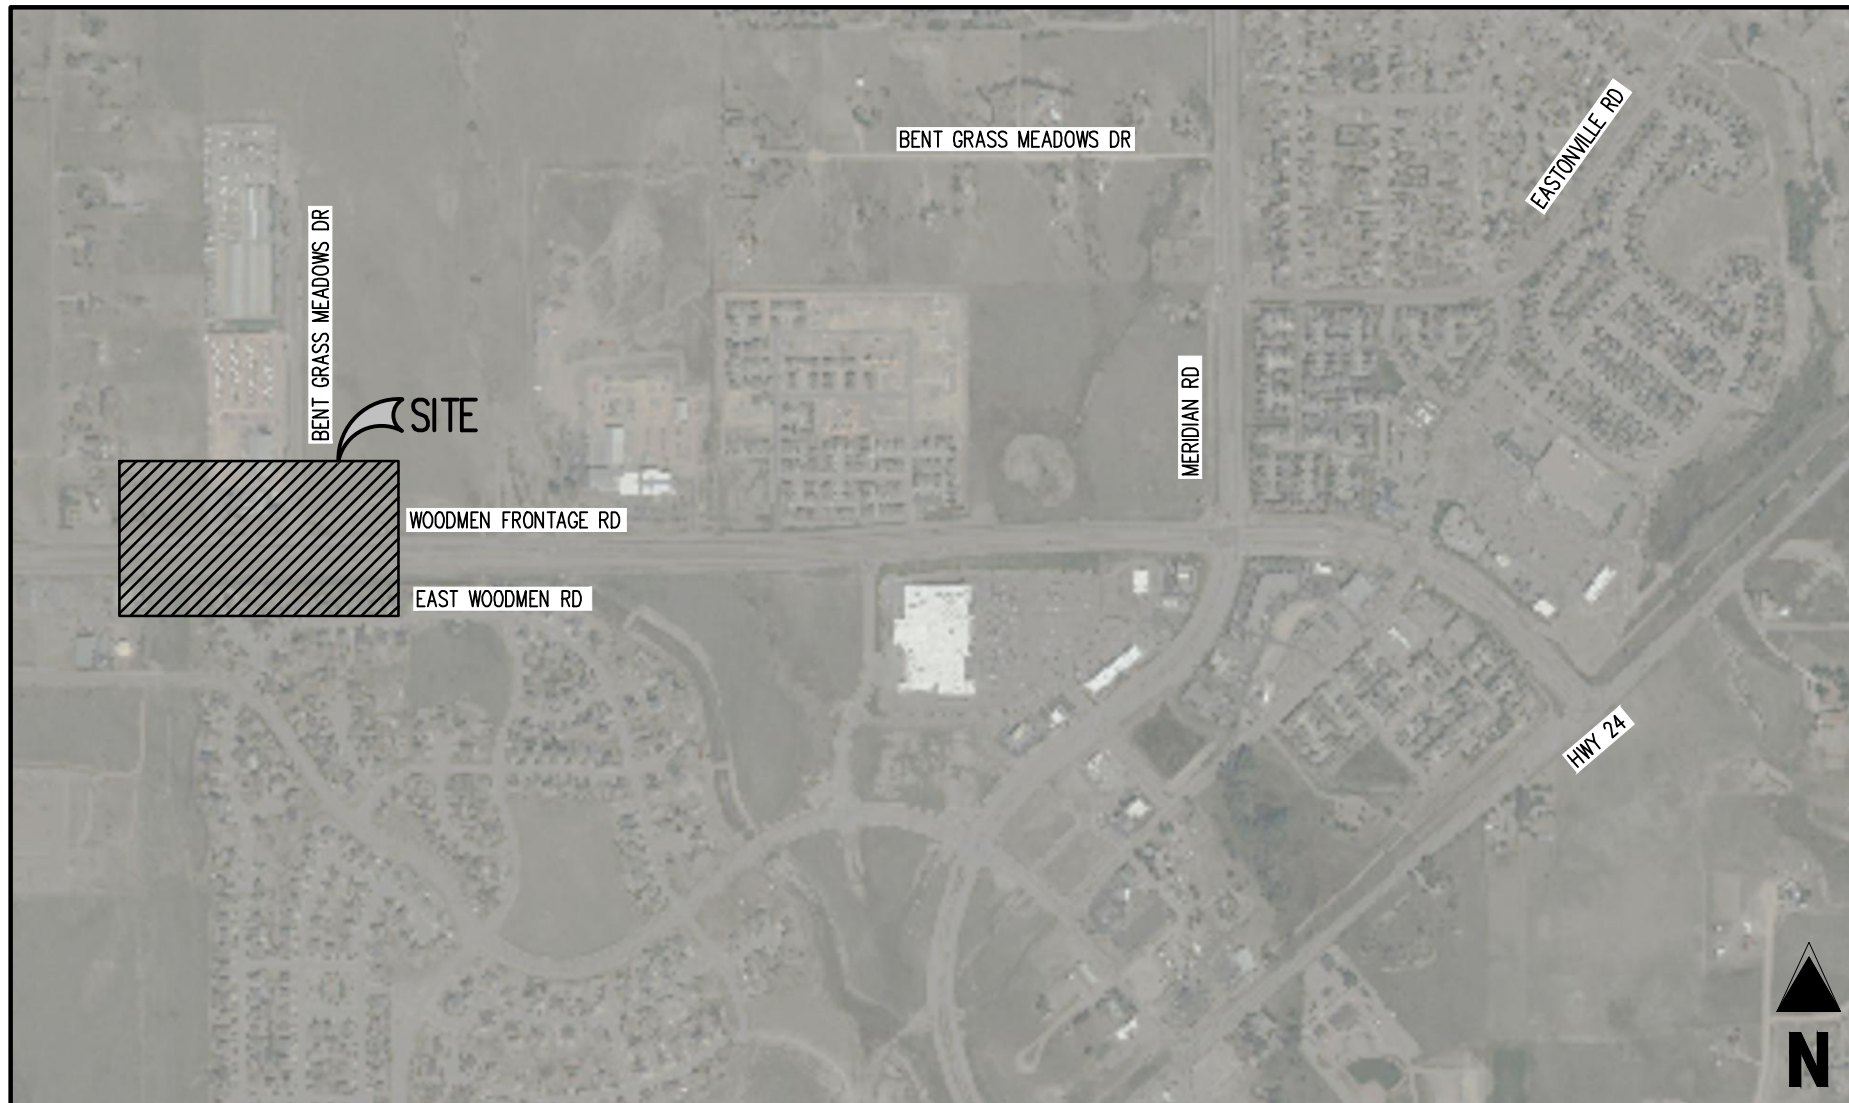 BENT GRASS MEADOWS DR
EASTONVILLE RD
BENT GRASS MEADOWS DR
MERIDIAN RD
SITE
WOODMEN FRONTAGE RD
EAST WOODMEN RD
HWY 24
N